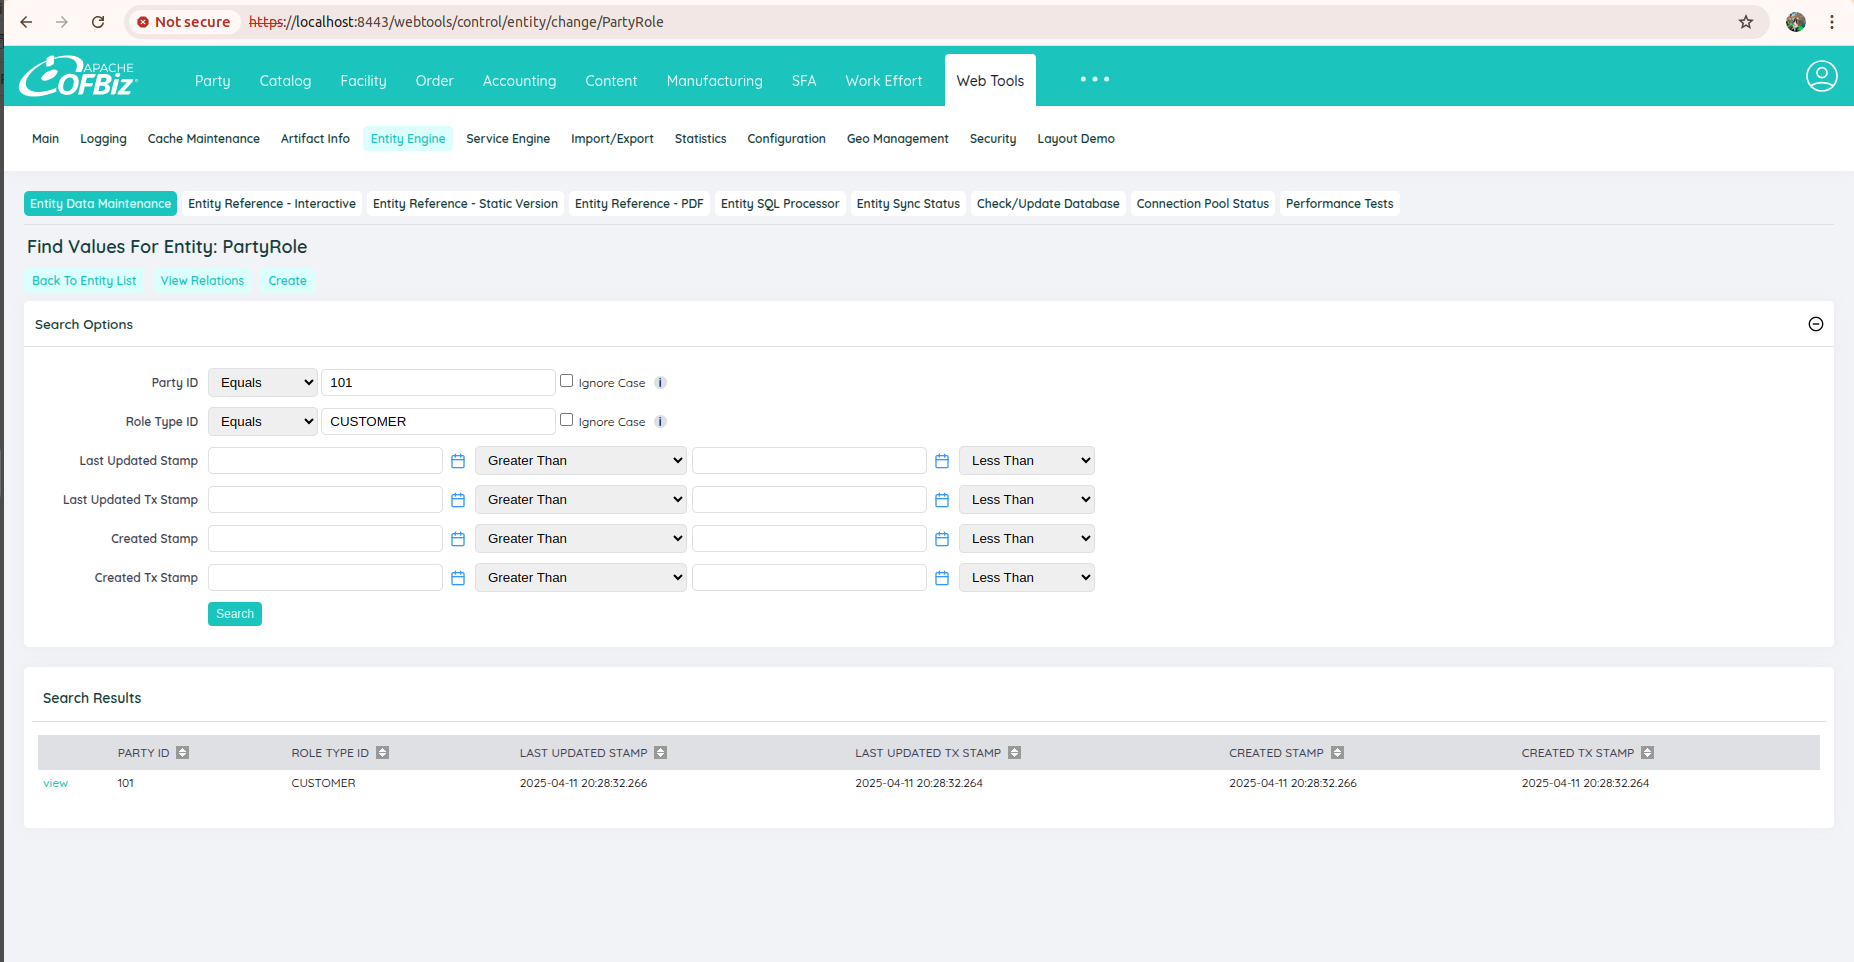 Not secure https://localhost:8443/webtools/control/entity/change/PartyRole
APACHE
OFBiz
Party Catalog Facility Order Accounting Content Manufacturing SFA Work Effort Web Tools
Main Logging Cache Maintenance Artifact Info Entity Engine Service Engine Import/Export Statistics Configuration Geo Management Security Layout Demo
Entity Data Maintenance Entity Reference - Interactive Entity Reference - Static Version Entity Reference - PDF Entity SQL Processor Entity Sync Status Check/Update Database Connection Pool Status Performance Tests
Find Values For Entity: PartyRole
Back To Entity List View Relations Create
Search Options
Party ID Equals 101 Ignore Case i
Role Type ID Equals CUSTOMER Ignore Case i
Last Updated Stamp Greater Than Less Than
Last Updated Tx Stamp Greater Than Less Than
Created Stamp Greater Than Less Than
Created Tx Stamp Greater Than Less Than
Search
Search Results
PARTY ID ROLE TYPE ID LAST UPDATED STAMP LAST UPDATED TX STAMP CREATED STAMP CREATED TX STAMP
view 101 CUSTOMER 2025-04-11 20:28:32.266 2025-04-11 20:28:32.264 2025-04-11 20:28:32.266 2025-04-11 20:28:32.264